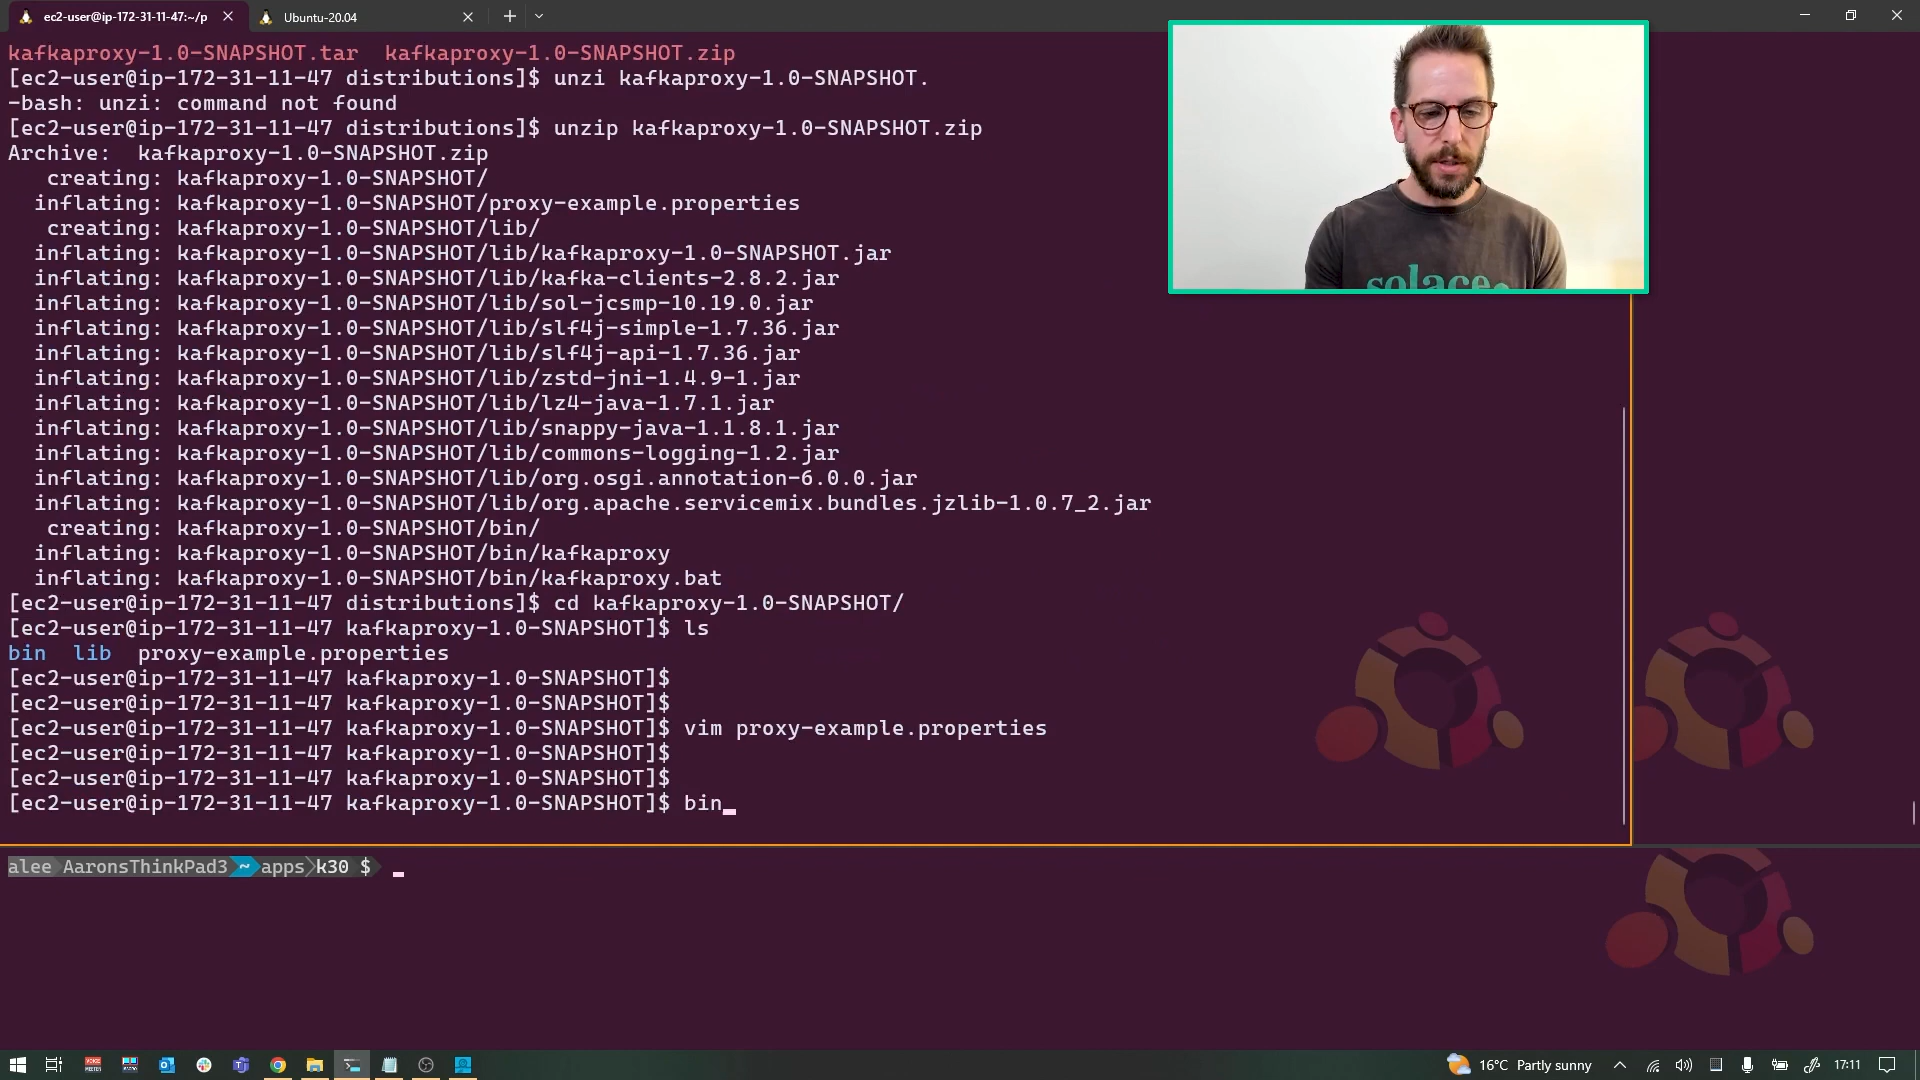 ec2-user@ip-172-31-11-47:~/p
Ubuntu-20.04
kafkaproxy-1.0-SNAPSHOT.tar  kafkaproxy-1.0-SNAPSHOT.zip
[ec2-user@ip-172-31-11-47 distributions]$ unzi kafkaproxy-1.0-SNAPSHOT.
-bash: unzi: command not found
[ec2-user@ip-172-31-11-47 distributions]$ unzip kafkaproxy-1.0-SNAPSHOT.zip
Archive:  kafkaproxy-1.0-SNAPSHOT.zip
   creating: kafkaproxy-1.0-SNAPSHOT/
  inflating: kafkaproxy-1.0-SNAPSHOT/proxy-example.properties
   creating: kafkaproxy-1.0-SNAPSHOT/lib/
  inflating: kafkaproxy-1.0-SNAPSHOT/lib/kafkaproxy-1.0-SNAPSHOT.jar
  inflating: kafkaproxy-1.0-SNAPSHOT/lib/kafka-clients-2.8.2.jar
  inflating: kafkaproxy-1.0-SNAPSHOT/lib/sol-jcsmp-10.19.0.jar
  inflating: kafkaproxy-1.0-SNAPSHOT/lib/slf4j-simple-1.7.36.jar
  inflating: kafkaproxy-1.0-SNAPSHOT/lib/slf4j-api-1.7.36.jar
  inflating: kafkaproxy-1.0-SNAPSHOT/lib/zstd-jni-1.4.9-1.jar
  inflating: kafkaproxy-1.0-SNAPSHOT/lib/lz4-java-1.7.1.jar
  inflating: kafkaproxy-1.0-SNAPSHOT/lib/snappy-java-1.1.8.1.jar
  inflating: kafkaproxy-1.0-SNAPSHOT/lib/commons-logging-1.2.jar
  inflating: kafkaproxy-1.0-SNAPSHOT/lib/org.osgi.annotation-6.0.0.jar
  inflating: kafkaproxy-1.0-SNAPSHOT/lib/org.apache.servicemix.bundles.jzlib-1.0.7_2.jar
   creating: kafkaproxy-1.0-SNAPSHOT/bin/
  inflating: kafkaproxy-1.0-SNAPSHOT/bin/kafkaproxy
  inflating: kafkaproxy-1.0-SNAPSHOT/bin/kafkaproxy.bat
[ec2-user@ip-172-31-11-47 distributions]$ cd kafkaproxy-1.0-SNAPSHOT/
[ec2-user@ip-172-31-11-47 kafkaproxy-1.0-SNAPSHOT]$ ls
bin  lib  proxy-example.properties
[ec2-user@ip-172-31-11-47 kafkaproxy-1.0-SNAPSHOT]$
[ec2-user@ip-172-31-11-47 kafkaproxy-1.0-SNAPSHOT]$
[ec2-user@ip-172-31-11-47 kafkaproxy-1.0-SNAPSHOT]$ vim proxy-example.properties
[ec2-user@ip-172-31-11-47 kafkaproxy-1.0-SNAPSHOT]$
[ec2-user@ip-172-31-11-47 kafkaproxy-1.0-SNAPSHOT]$
[ec2-user@ip-172-31-11-47 kafkaproxy-1.0-SNAPSHOT]$ bin
solace
alee AaronsThinkPad3 ~ apps k30 $
16°C Partly sunny
17:11